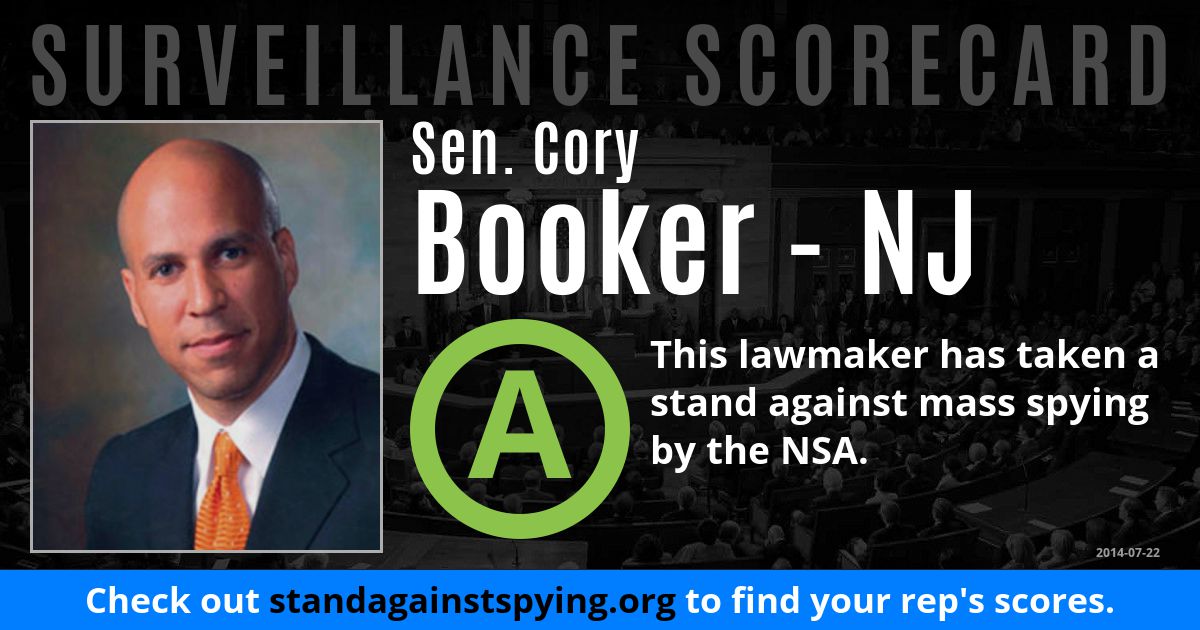 SURVEILLANCE SCORECARD
Sen. Cory
Booker - NJ
A
This lawmaker has taken a
stand against mass spying
by the NSA.
2014-07-22
Check out standagainstspying.org to find your rep's scores.